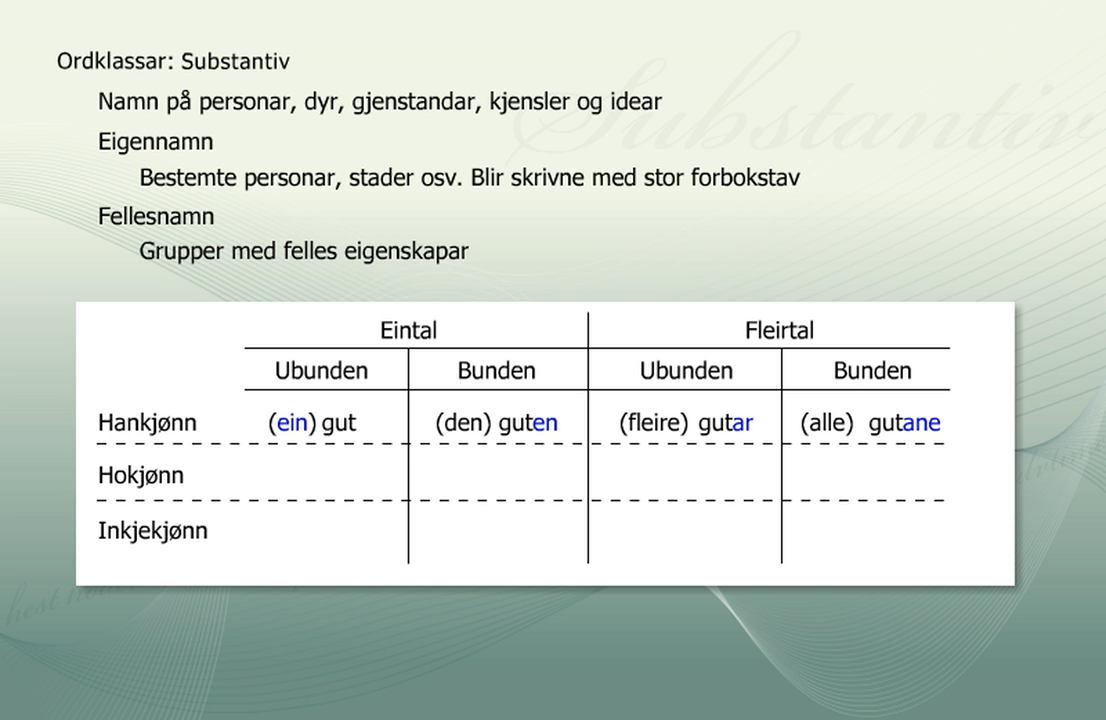 Ordklassar: Substantiv
Substantiv
Namn på personar, dyr, gjenstandar, kjensler og idear
Eigennamn
Bestemte personar, stader osv. Blir skrivne med stor forbokstav
Fellesnamn
Grupper med felles eigenskapar
Eintal Fleirtal
Ubunden Bunden Ubunden Bunden
Hankjønn (ein) gut (den) guten (fleire) gutar (alle) gutane
Hokjønn
Inkjekjønn
hest